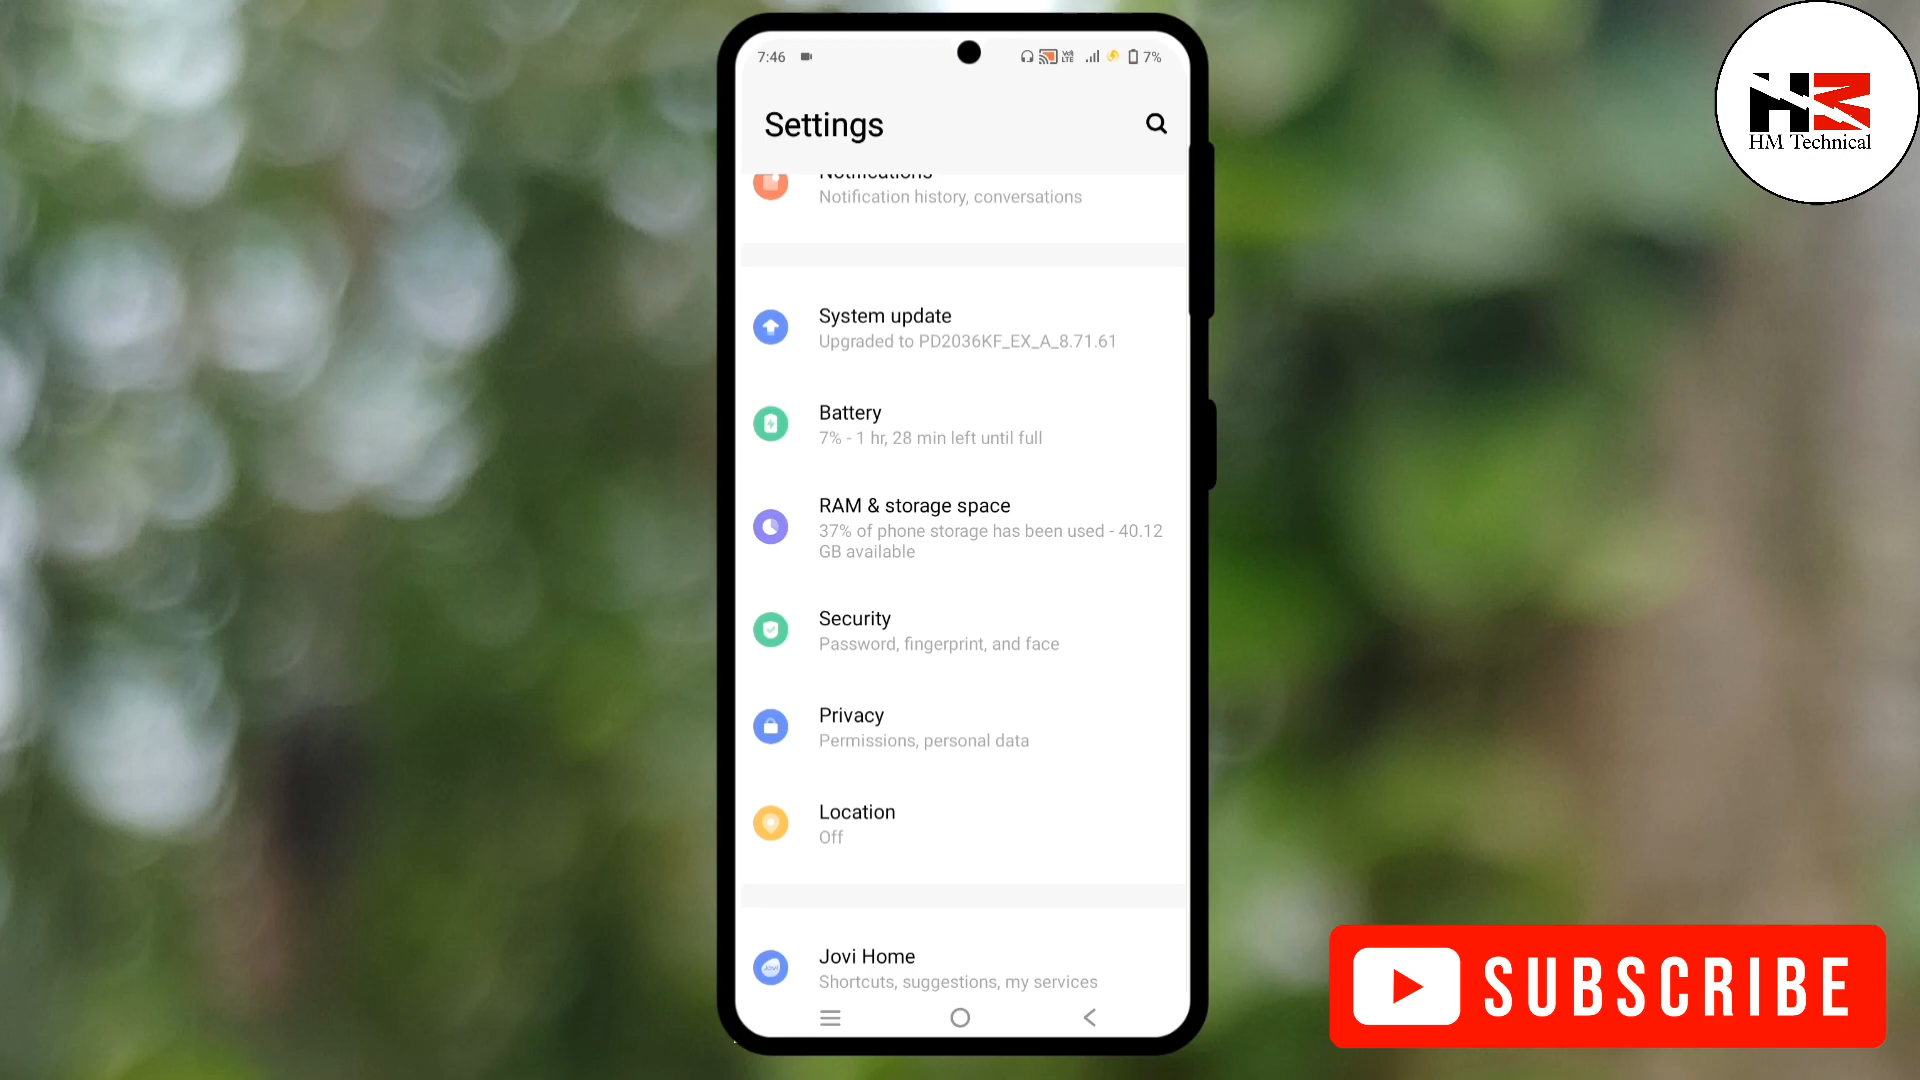 7:46
Vo)
LTE
7%
HM Technical
Settings
Notifications
Notification history, conversations
System update
Upgraded to PD2036KF_EX_A_8.71.61
Battery
7% - 1 hr, 28 min left until full
RAM & storage space
37% of phone storage has been used - 40.12
GB available
Security
Password, fingerprint, and face
Privacy
Permissions, personal data
Location
Off
Jovi Home
Shortcuts, suggestions, my services
SUBSCRIBE